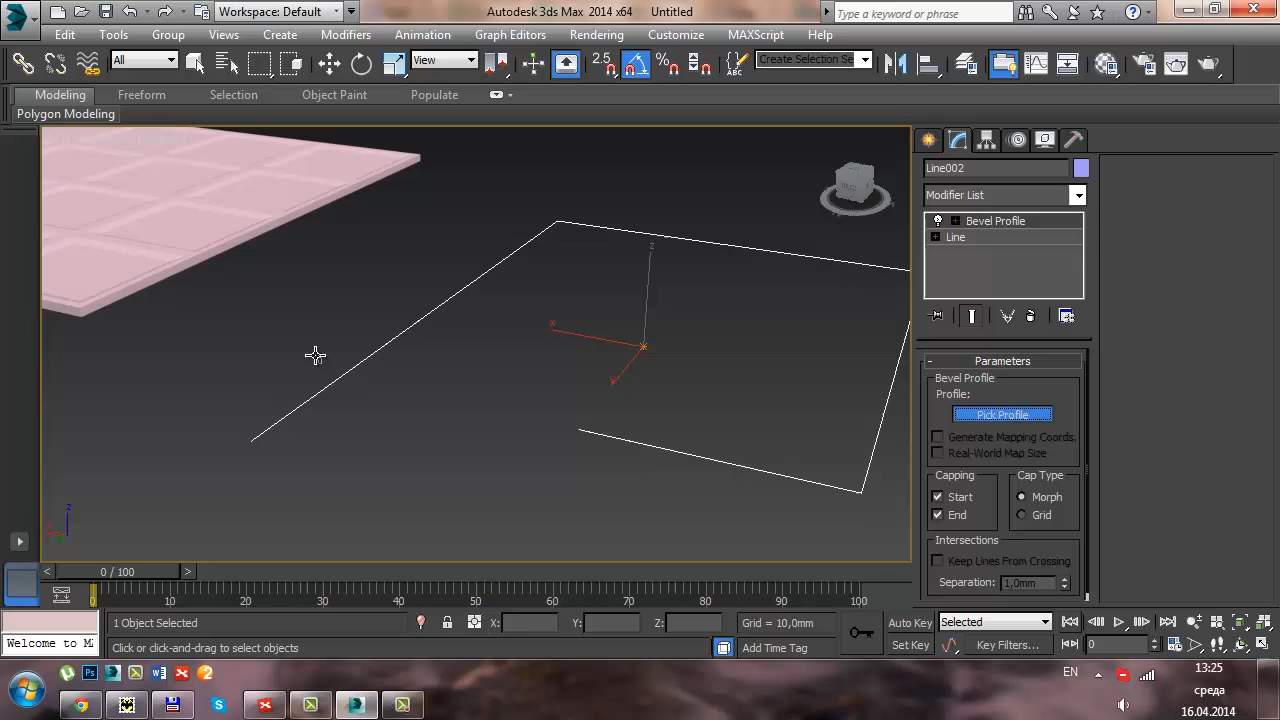 Workspace: Default
Autodesk 3ds Max 2014 x64 Untitled
Type a keyword or phrase
Edit Tools Group Views Create Modifiers Animation Graph Editors Rendering Customize MAXScript Help
All View 2.5 Create Selection Se
Modeling Freeform Selection Object Paint Populate
Polygon Modeling
Line002
Modifier List
Bevel Profile
Line
z
x
Parameters
Bevel Profile
Profile:
Pick Profile
Generate Mapping Coords.
Real-World Map Size
Capping Cap Type
Start Morph
End Grid
Intersections
Keep Lines From Crossing
Separation: 1,0mm
z
0 / 100
0 10 20 30 40 50 60 70 80 90 100
1 Object Selected X: Y: Z: Grid = 10,0mm Auto Key Selected
Welcome to M Click or click-and-drag to select objects Add Time Tag Set Key Key Filters... 0
EN 13:25
среда
16.04.2014